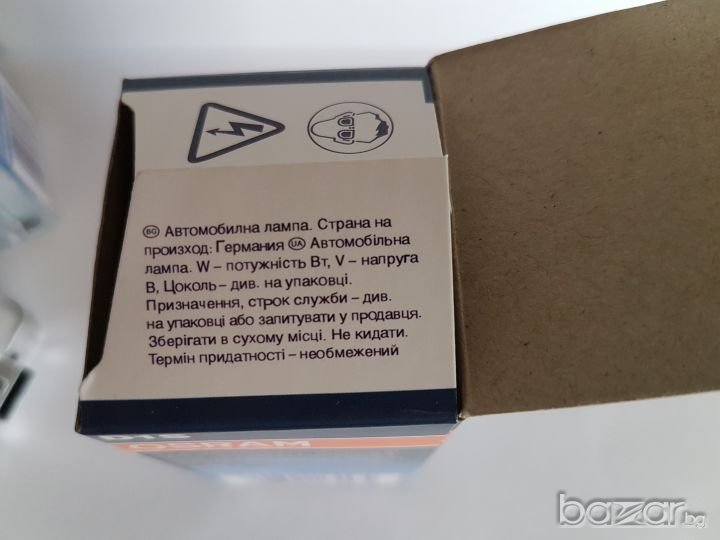 BG Автомобилна лампа. Страна на
произход: Германия UA Автомобільна
лампа. W – потужність Вт, V – напруга
В, Цоколь – див. на упаковці.
Призначення, строк служби – див.
на упаковці або запитувати у продавця.
Зберігати в сухому місці. Не кидати.
Термін придатності – необмежений
D1S
OSRAM
bazar.bg